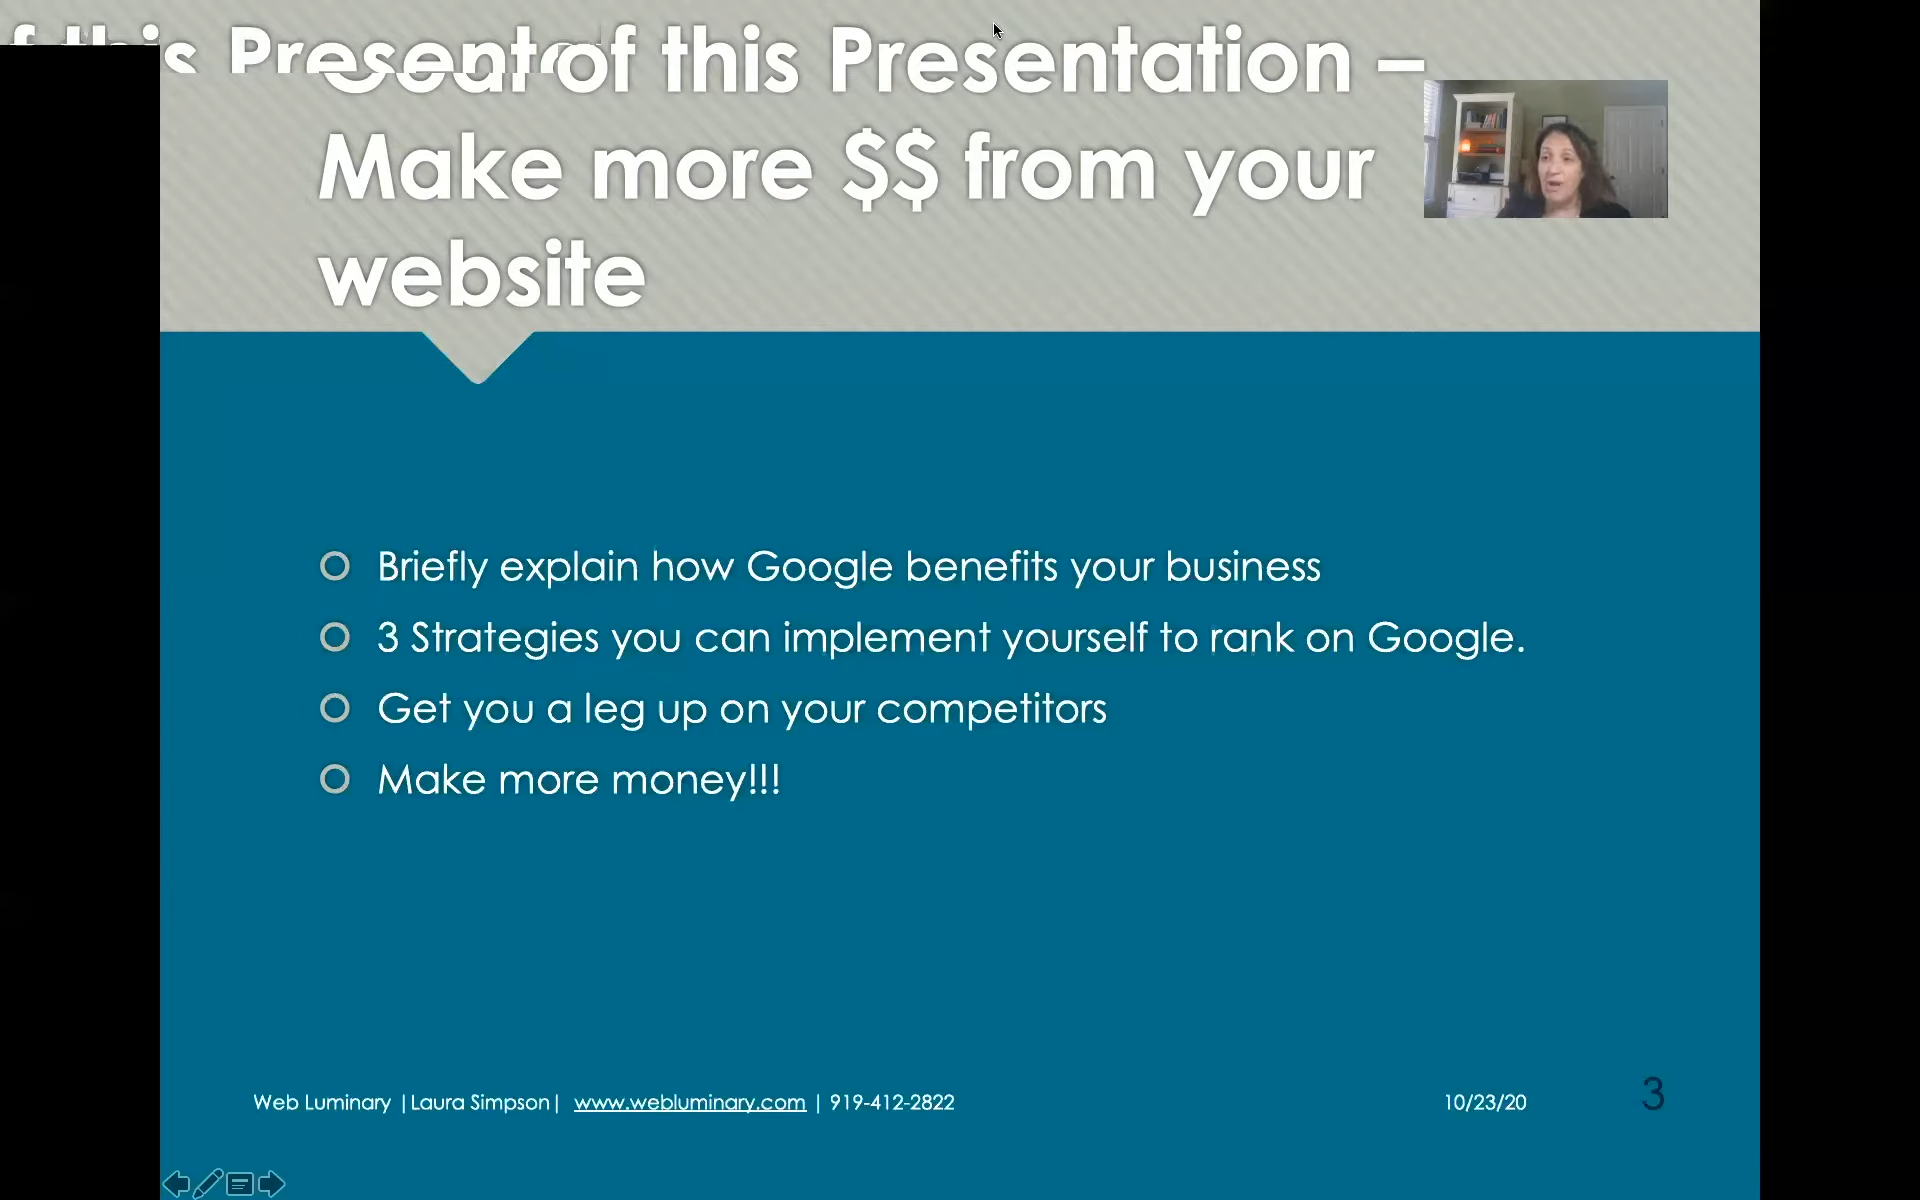 of this Presentation –
Make more $$ from your
website
Briefly explain how Google benefits your business
3 Strategies you can implement yourself to rank on Google.
Get you a leg up on your competitors
Make more money!!!
Web Luminary |Laura Simpson| www.webluminary.com | 919-412-2822
10/23/20
3